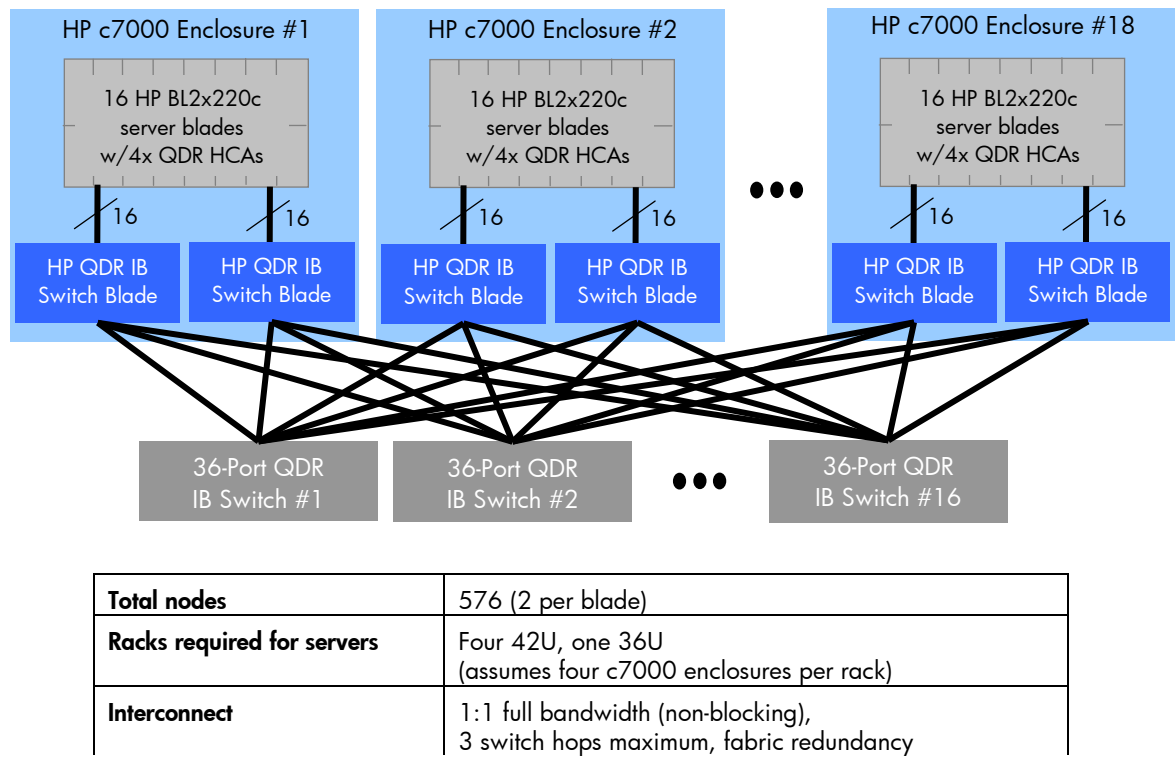 HP c7000 Enclosure #1
16 HP BL2x220c
server blades
w/4x QDR HCAs
16
16
HP QDR IB
Switch Blade
HP QDR IB
Switch Blade
HP c7000 Enclosure #2
16 HP BL2x220c
server blades
w/4x QDR HCAs
16
16
HP QDR IB
Switch Blade
HP QDR IB
Switch Blade
HP c7000 Enclosure #18
16 HP BL2x220c
server blades
w/4x QDR HCAs
16
16
HP QDR IB
Switch Blade
HP QDR IB
Switch Blade
36-Port QDR
IB Switch #1
36-Port QDR
IB Switch #2
36-Port QDR
IB Switch #16
Total nodes
576 (2 per blade)
Racks required for servers
Four 42U, one 36U
(assumes four c7000 enclosures per rack)
Interconnect
1:1 full bandwidth (non-blocking),
3 switch hops maximum, fabric redundancy